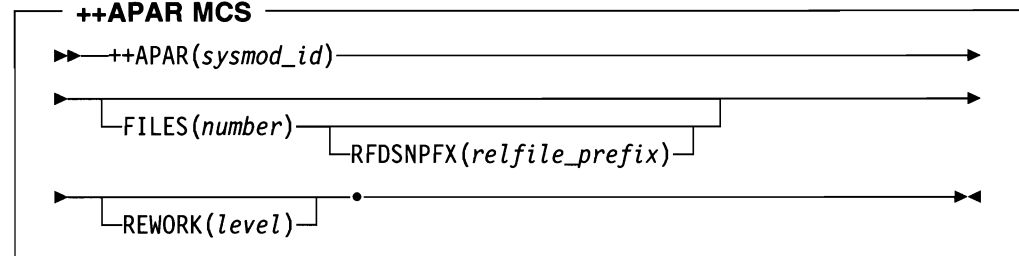 ++APAR MCS
++APAR(sysmod_id)
FILES(number)
RFDSNPFX(relfile_prefix)
REWORK(level)
.